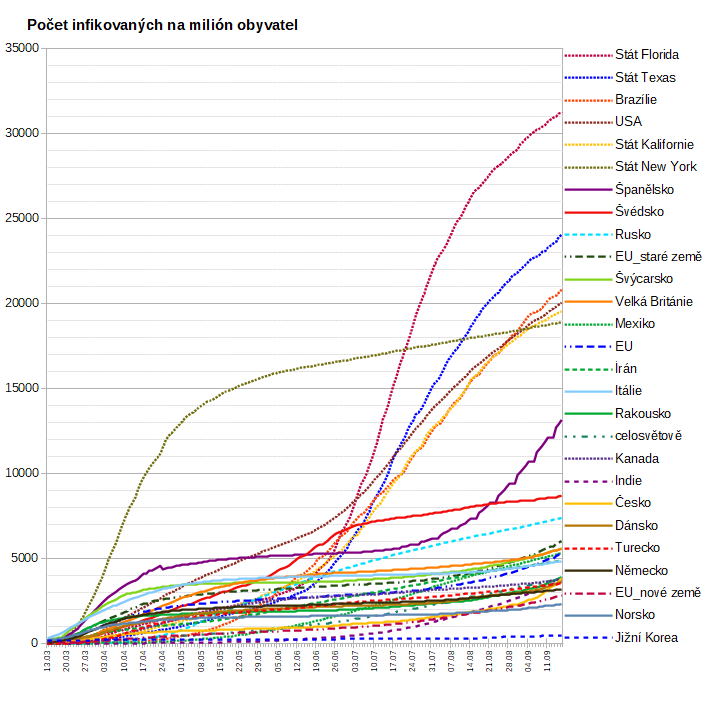 Počet infikovaných na milión obyvatel
35000
30000
25000
20000
15000
10000
5000
0
13.03
20.03
27.03
03.04
10.04
17.04
24.04
01.05
08.05
15.05
22.05
29.05
05.06
12.06
19.06
26.06
03.07
10.07
17.07
24.07
31.07
07.08
14.08
21.08
28.08
04.09
11.09
Stát Florida
Stát Texas
Brazílie
USA
Stát Kalifornie
Stát New York
Španělsko
Švédsko
Rusko
EU_staré země
Švýcarsko
Velká Británie
Mexiko
EU
Írán
Itálie
Rakousko
celosvětově
Kanada
Indie
Česko
Dánsko
Turecko
Německo
EU_nové země
Norsko
Jižní Korea